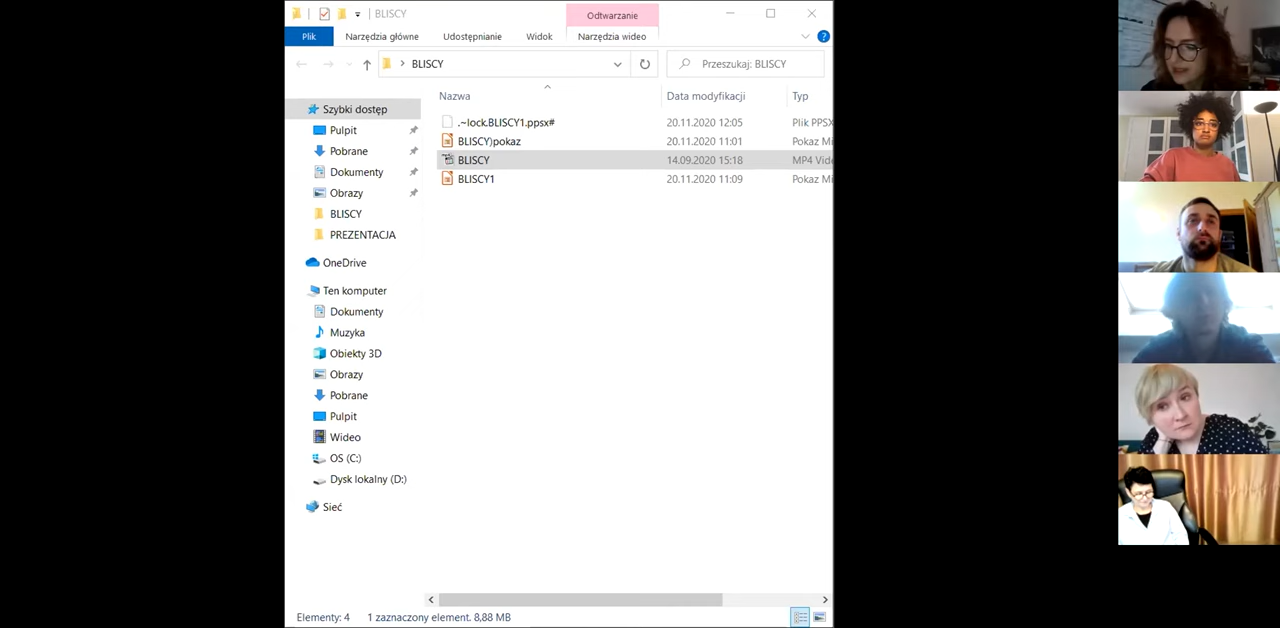 BLISCY
Odtwarzanie
Plik
Narzędzia główne
Udostępnianie
Widok
Narzędzia wideo
BLISCY
Przeszukaj: BLISCY
Nazwa
Data modyfikacji
Typ
Szybki dostęp
.~lock.BLISCY1.ppsx#
20.11.2020 12:05
Plik PPSX
Pulpit
BLISCY)pokaz
20.11.2020 11:01
Pokaz Mi
Pobrane
BLISCY
14.09.2020 15:18
MP4 Vide
Dokumenty
BLISCY1
20.11.2020 11:09
Pokaz Mi
Obrazy
BLISCY
PREZENTACJA
OneDrive
Ten komputer
Dokumenty
Muzyka
Obiekty 3D
Obrazy
Pobrane
Pulpit
Wideo
OS (C:)
Dysk lokalny (D:)
Sieć
Elementy: 4
1 zaznaczony element. 8,88 MB